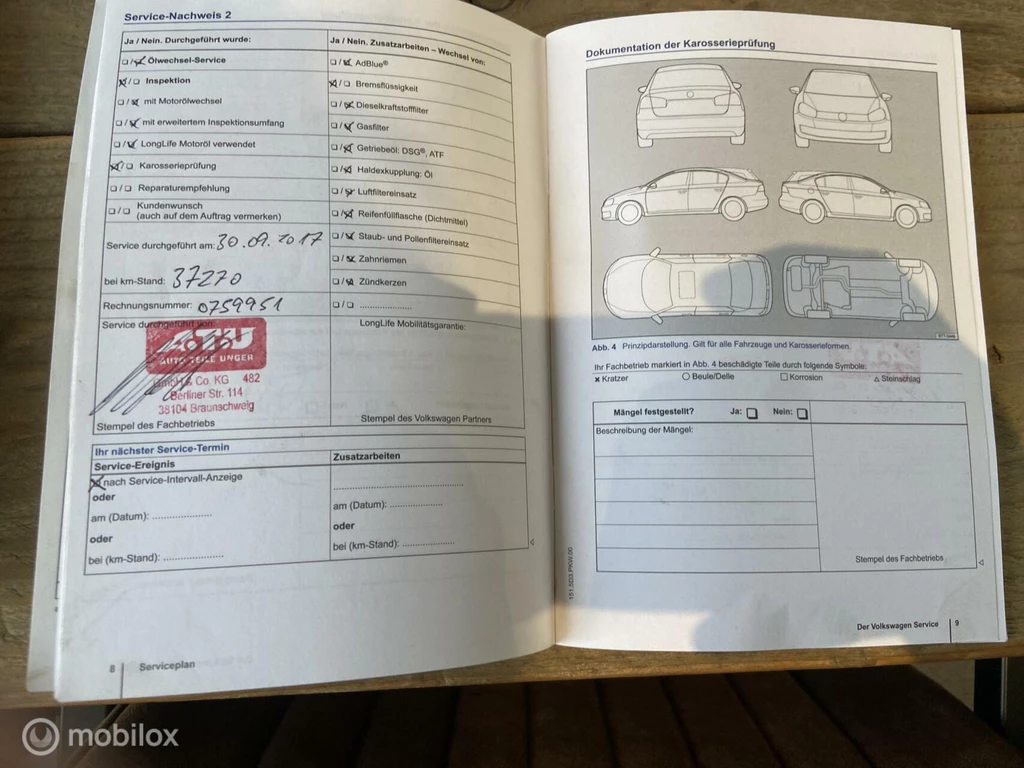 Service-Nachweis 2
Ja / Nein. Durchgeführt wurde:
Ölwechsel-Service
Inspektion
mit Motorölwechsel
mit erweitertem Inspektionsumfang
LongLife Motoröl verwendet
Karosserieprüfung
Reparaturempfehlung
Kundenwunsch
(auch auf dem Auftrag vermerken)
Service durchgeführt am: 30.09.2017
bei km-Stand: 37270
Rechnungsnummer: 0759951
Service durchgeführt von:
A.T.U
AUTO TEILE UNGER
GmbH & Co. KG 482
Berliner Str. 114
38104 Braunschweig
Stempel des Fachbetriebs
Ja / Nein. Zusatzarbeiten – Wechsel von:
AdBlue®
Bremsflüssigkeit
Dieselkraftstofffilter
Gasfilter
Getriebeöl: DSG®, ATF
Haldexkupplung: Öl
Luftfiltereinsatz
Reifenfüllflasche (Dichtmittel)
Staub- und Pollenfiltereinsatz
Zahnriemen
Zündkerzen
LongLife Mobilitätsgarantie:
Stempel des Volkswagen Partners
Ihr nächster Service-Termin
Service-Ereignis
nach Service-Intervall-Anzeige
oder
am (Datum):
oder
bei (km-Stand):
Zusatzarbeiten
am (Datum):
oder
bei (km-Stand):
8 Serviceplan
Dokumentation der Karosserieprüfung
Abb. 4 Prinzipdarstellung. Gilt für alle Fahrzeuge und Karosserieformen.
Ihr Fachbetrieb markiert in Abb. 4 beschädigte Teile durch folgende Symbole:
Kratzer Beule/Delle Korrosion Steinschlag
Mängel festgestellt? Ja: Nein:
Beschreibung der Mängel:
Stempel des Fachbetriebs
151.5D3.PKW.00
Der Volkswagen Service 9
mobilox